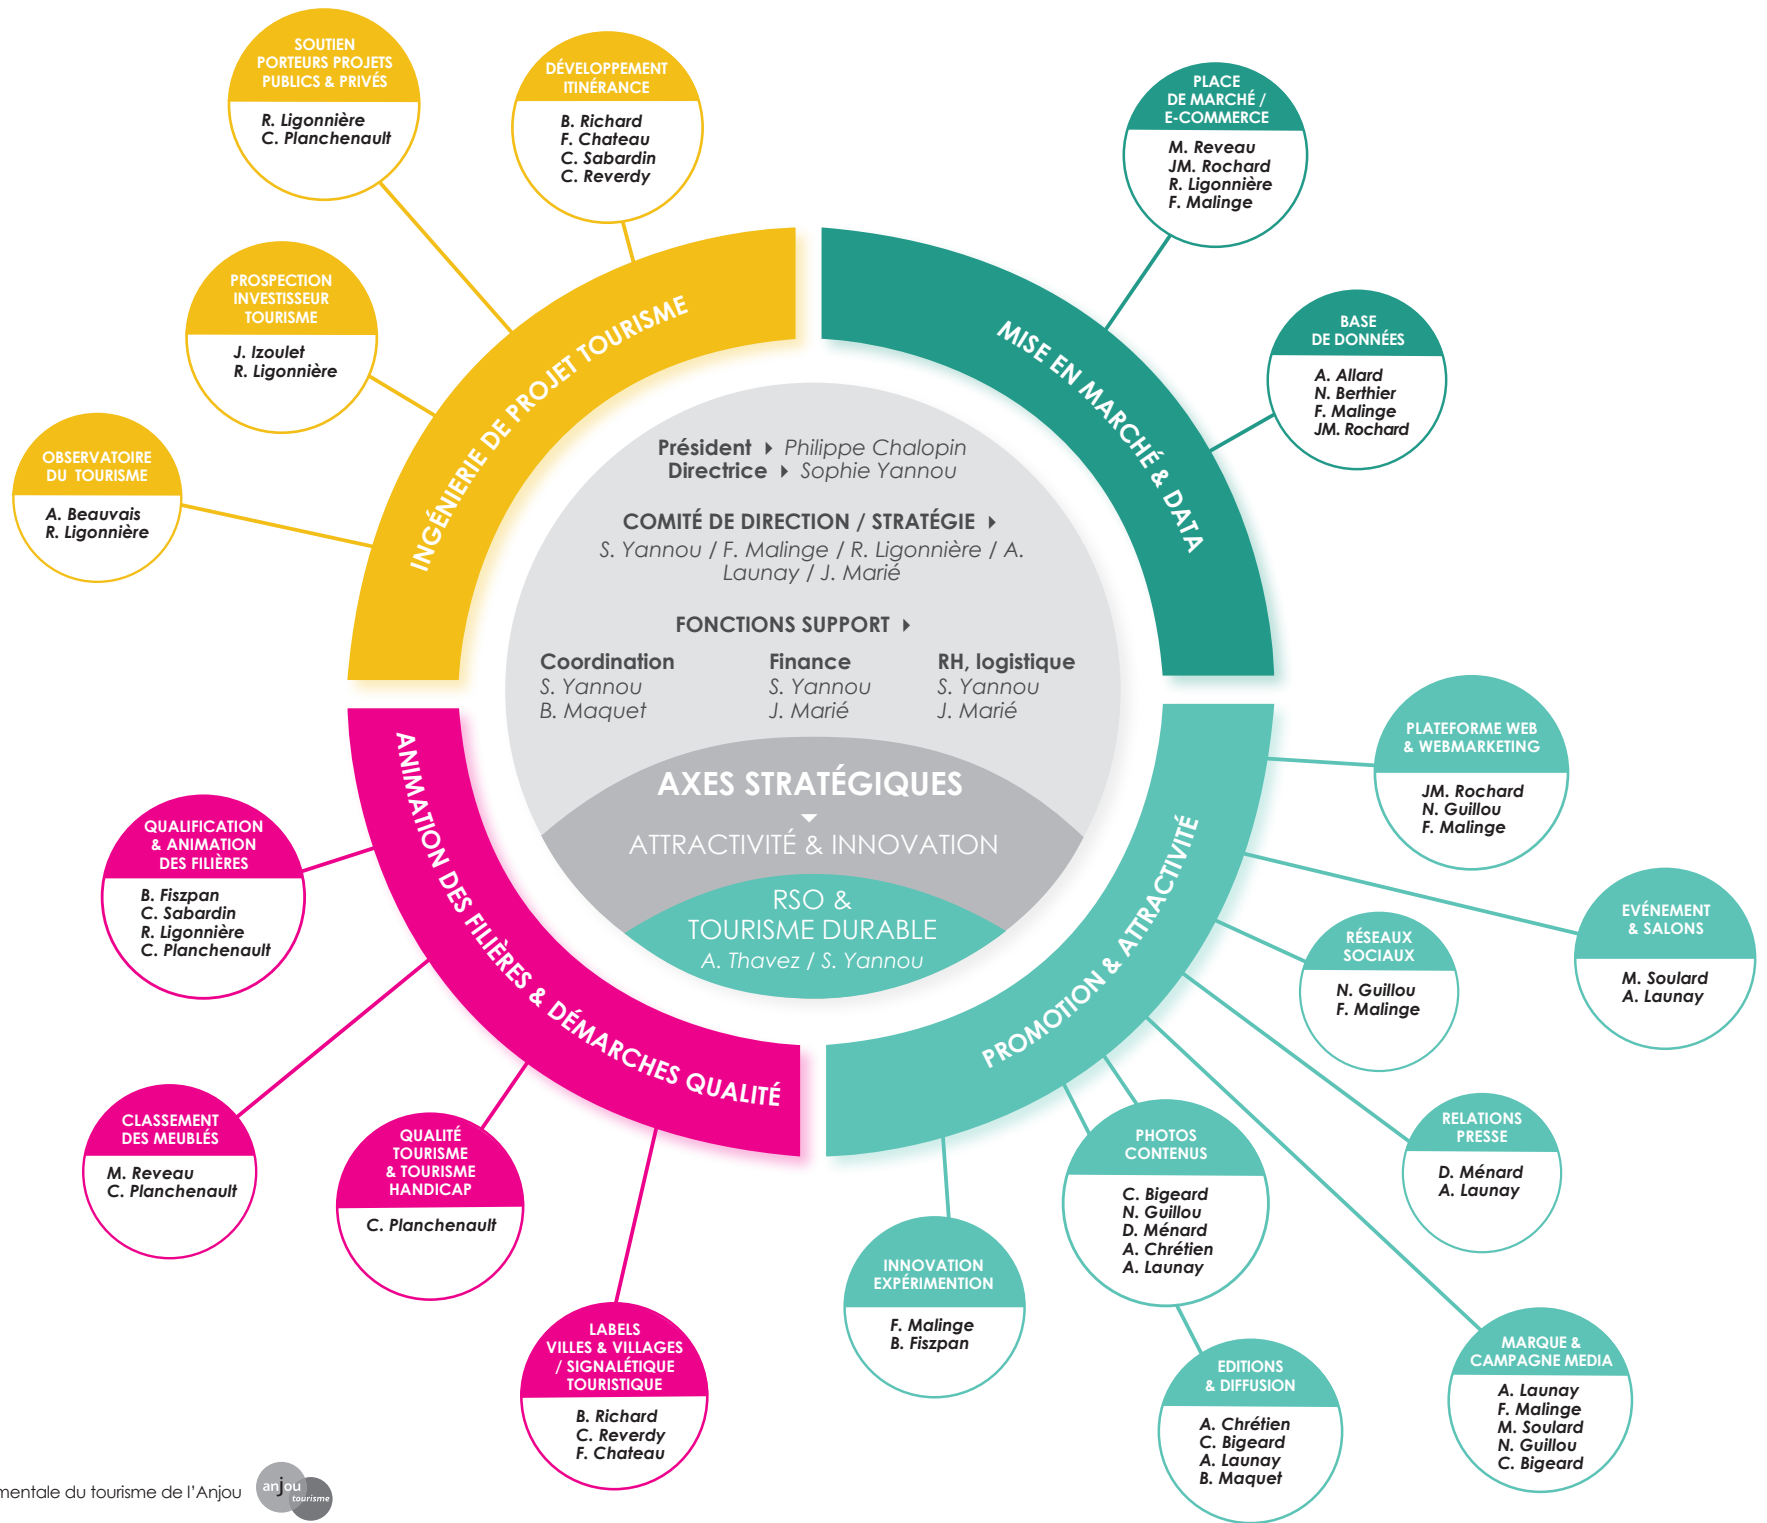 SOUTIEN
PORTEURS PROJETS
PUBLICS & PRIVÉS
R. Ligonnière
C. Planchenault
DÉVELOPPEMENT
ITINÉRANCE
B. Richard
F. Chateau
C. Sabardin
C. Reverdy
PROSPECTION
INVESTISSEUR
TOURISME
J. Izoulet
R. Ligonnière
OBSERVATOIRE
DU TOURISME
A. Beauvais
R. Ligonnière
INGÉNIERIE DE PROJET TOURISME
PLACE
DE MARCHÉ /
E-COMMERCE
M. Reveau
JM. Rochard
R. Ligonnière
F. Malinge
BASE
DE DONNÉES
A. Allard
N. Berthier
F. Malinge
JM. Rochard
MISE EN MARCHÉ & DATA
Président Philippe Chalopin
Directrice Sophie Yannou
COMITÉ DE DIRECTION / STRATÉGIE
S. Yannou / F. Malinge / R. Ligonnière / A.
Launay / J. Marié
FONCTIONS SUPPORT
Coordination
S. Yannou
B. Maquet
Finance
S. Yannou
J. Marié
RH, logistique
S. Yannou
J. Marié
AXES STRATÉGIQUES
ATTRACTIVITÉ & INNOVATION
RSO &
TOURISME DURABLE
A. Thavez / S. Yannou
ANIMATION DES FILIÈRES & DÉMARCHES QUALITÉ
QUALIFICATION
& ANIMATION
DES FILIÈRES
B. Fiszpan
C. Sabardin
R. Ligonnière
C. Planchenault
CLASSEMENT
DES MEUBLÉS
M. Reveau
C. Planchenault
QUALITÉ
TOURISME
& TOURISME
HANDICAP
C. Planchenault
LABELS
VILLES & VILLAGES
/ SIGNALÉTIQUE
TOURISTIQUE
B. Richard
C. Reverdy
F. Chateau
PROMOTION & ATTRACTIVITÉ
PLATEFORME WEB
& WEBMARKETING
JM. Rochard
N. Guillou
F. Malinge
EVÉNEMENT
& SALONS
M. Soulard
A. Launay
RÉSEAUX
SOCIAUX
N. Guillou
F. Malinge
RELATIONS
PRESSE
D. Ménard
A. Launay
PHOTOS
CONTENUS
C. Bigeard
N. Guillou
D. Ménard
A. Chrétien
A. Launay
INNOVATION
EXPÉRIMENTION
F. Malinge
B. Fiszpan
EDITIONS
& DIFFUSION
A. Chrétien
C. Bigeard
A. Launay
B. Maquet
MARQUE &
CAMPAGNE MEDIA
A. Launay
F. Malinge
M. Soulard
N. Guillou
C. Bigeard
mentale du tourisme de l'Anjou
anjou
tourisme